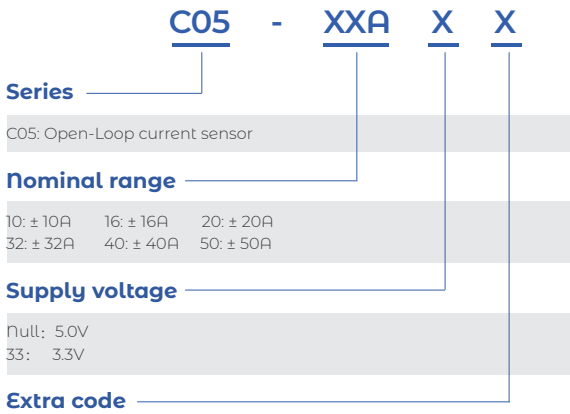 C05 - XXA X X
Series
C05: Open-Loop current sensor
Nominal range
10: ± 10A 16: ± 16A 20: ± 20A
32: ± 32A 40: ± 40A 50: ± 50A
Supply voltage
Null：5.0V
33： 3.3V
Extra code